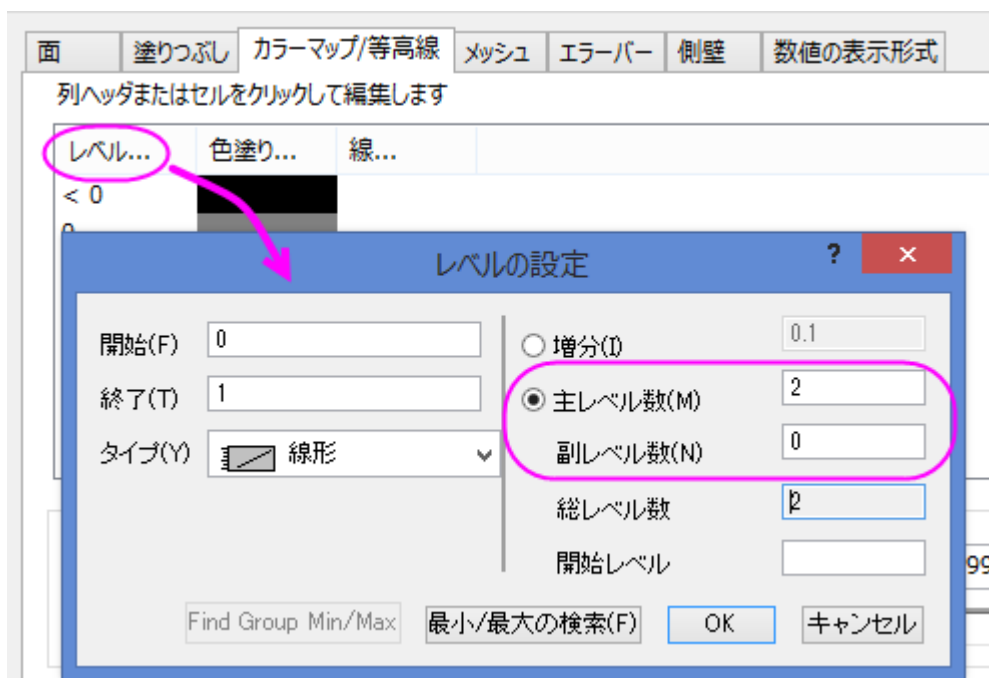 面 塗りつぶし カラーマップ/等高線 メッシュ エラーバー 側壁 数値の表示形式
列ヘッダまたはセルをクリックして編集します
レベル... 色塗り... 線...
< 0
レベルの設定 ? ×
開始(F) 0
終了(T) 1
タイプ(Y) 線形
増分(I) 0.1
主レベル数(M) 2
副レベル数(N) 0
総レベル数 2
開始レベル
99
Find Group Min/Max 最小/最大の検索(F) OK キャンセル